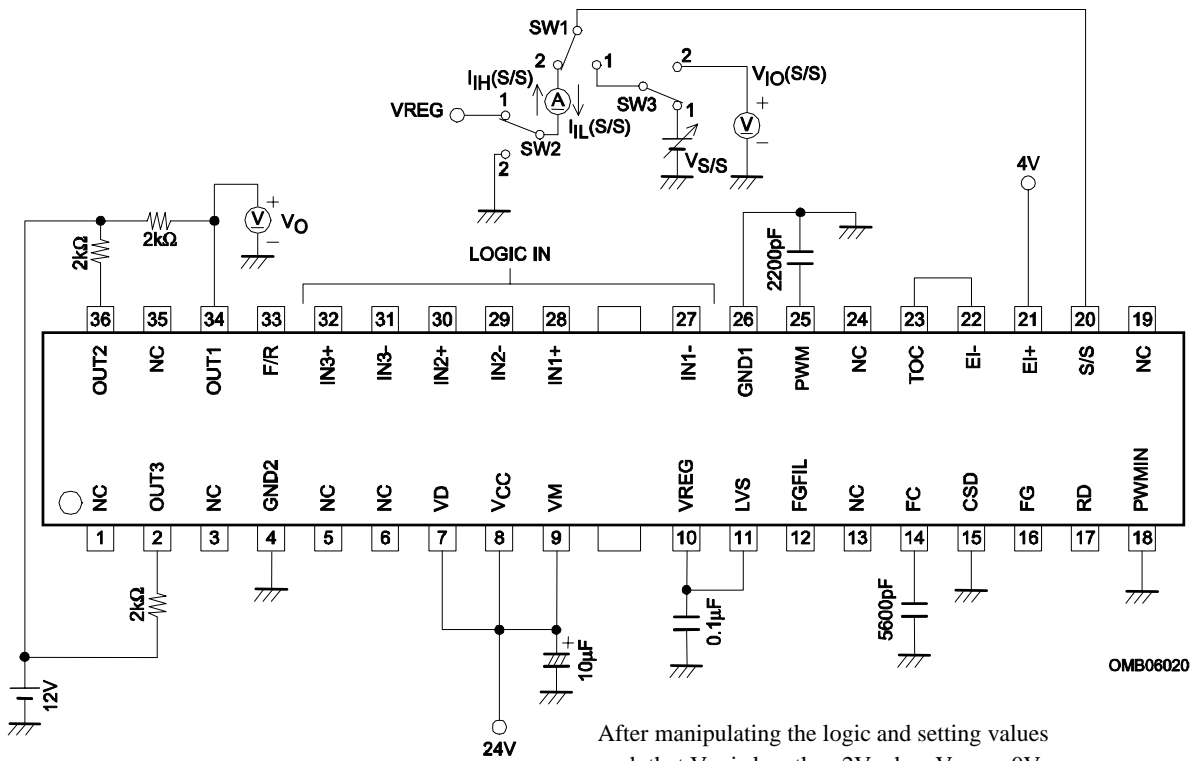 SW1
2
1
2
I_IH(S/S)
V_IO(S/S)
+
VREG
1
A
SW3
1
V
I_IL(S/S)
−
SW2
2
V_S/S
4V
+
V
V_O
−
2kΩ
2kΩ
LOGIC IN
2200pF
36 35 34 33 32 31 30 29 28 27 26 25 24 23 22 21 20 19
OUT2 NC OUT1 F/R IN3+ IN3- IN2+ IN2- IN1+ IN1- GND1 PWM NC TOC EI- EI+ S/S NC
NC OUT3 NC GND2 NC NC VD VCC VM VREG LVS FGFIL NC FC CSD FG RD PWMIN
1 2 3 4 5 6 7 8 9 10 11 12 13 14 15 16 17 18
2kΩ
+
10μF
0.1μF
5600pF
OMB06020
12V
24V
After manipulating the logic and setting values